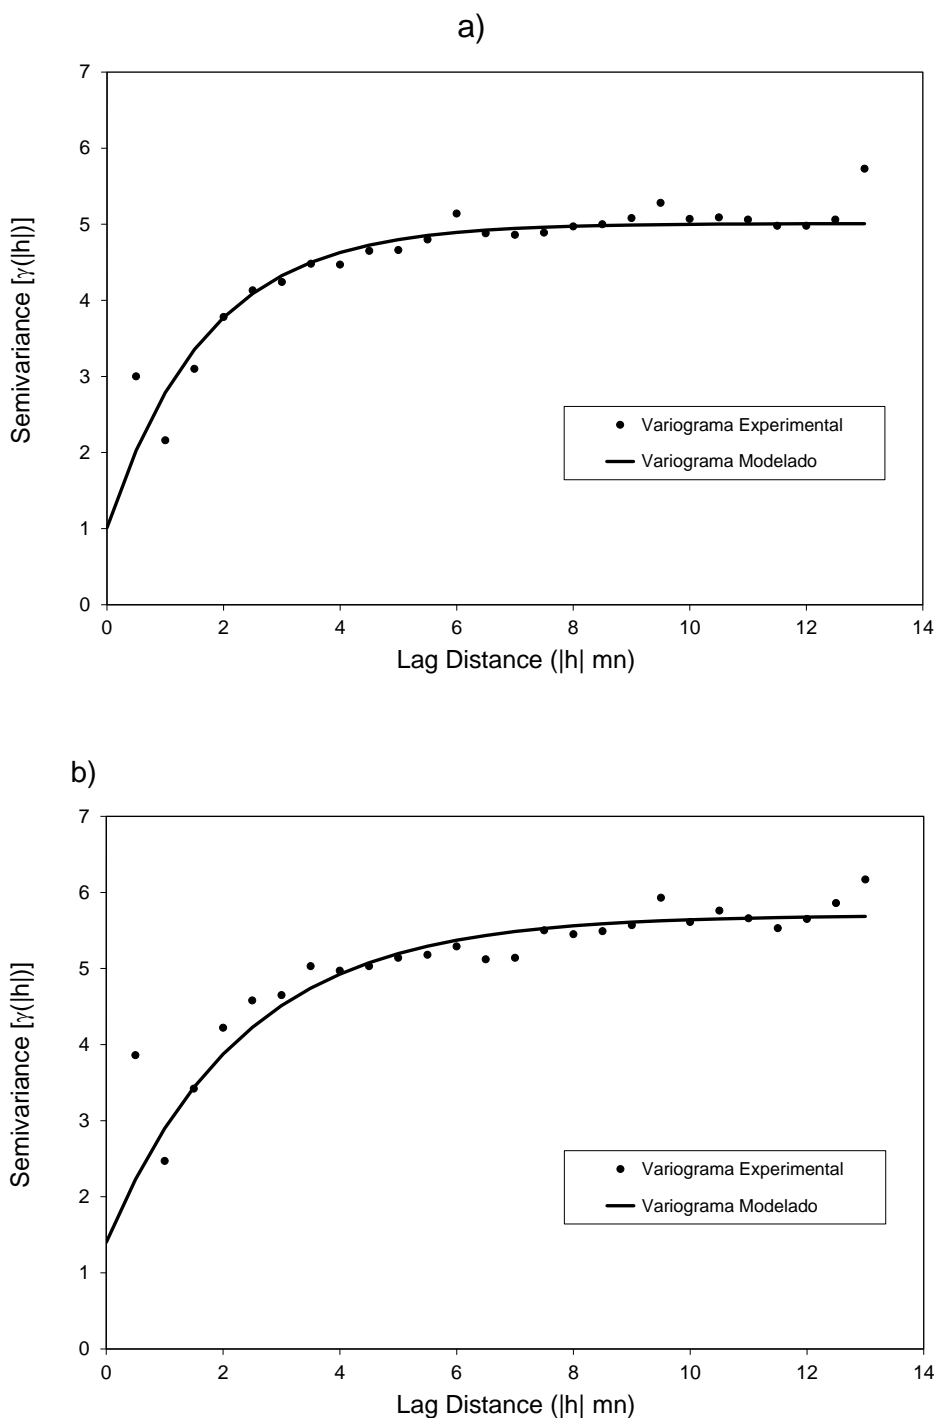 a)
7
6
5
4
3
2
1
0
Semivariance [γ(|h|)]
Variograma Experimental
Variograma Modelado
0 2 4 6 8 10 12 14
Lag Distance (|h| mn)
b)
7
6
5
4
3
2
1
0
Semivariance [γ(|h|)]
Variograma Experimental
Variograma Modelado
0 2 4 6 8 10 12 14
Lag Distance (|h| mn)